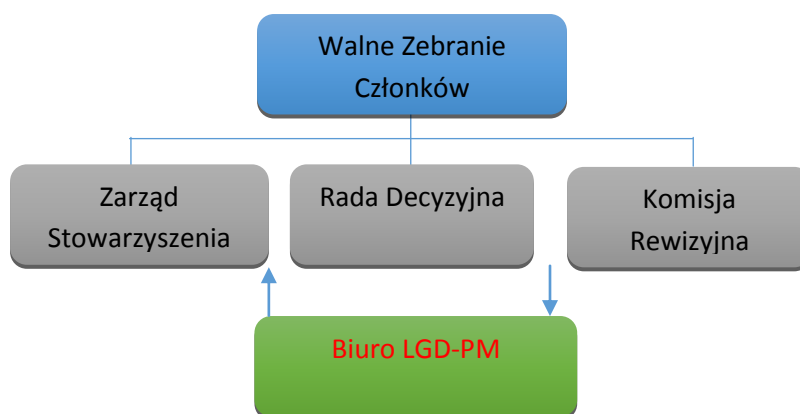 Walne Zebranie
Członków
Zarząd
Stowarzyszenia
Rada Decyzyjna
Komisja
Rewizyjna
Biuro LGD-PM